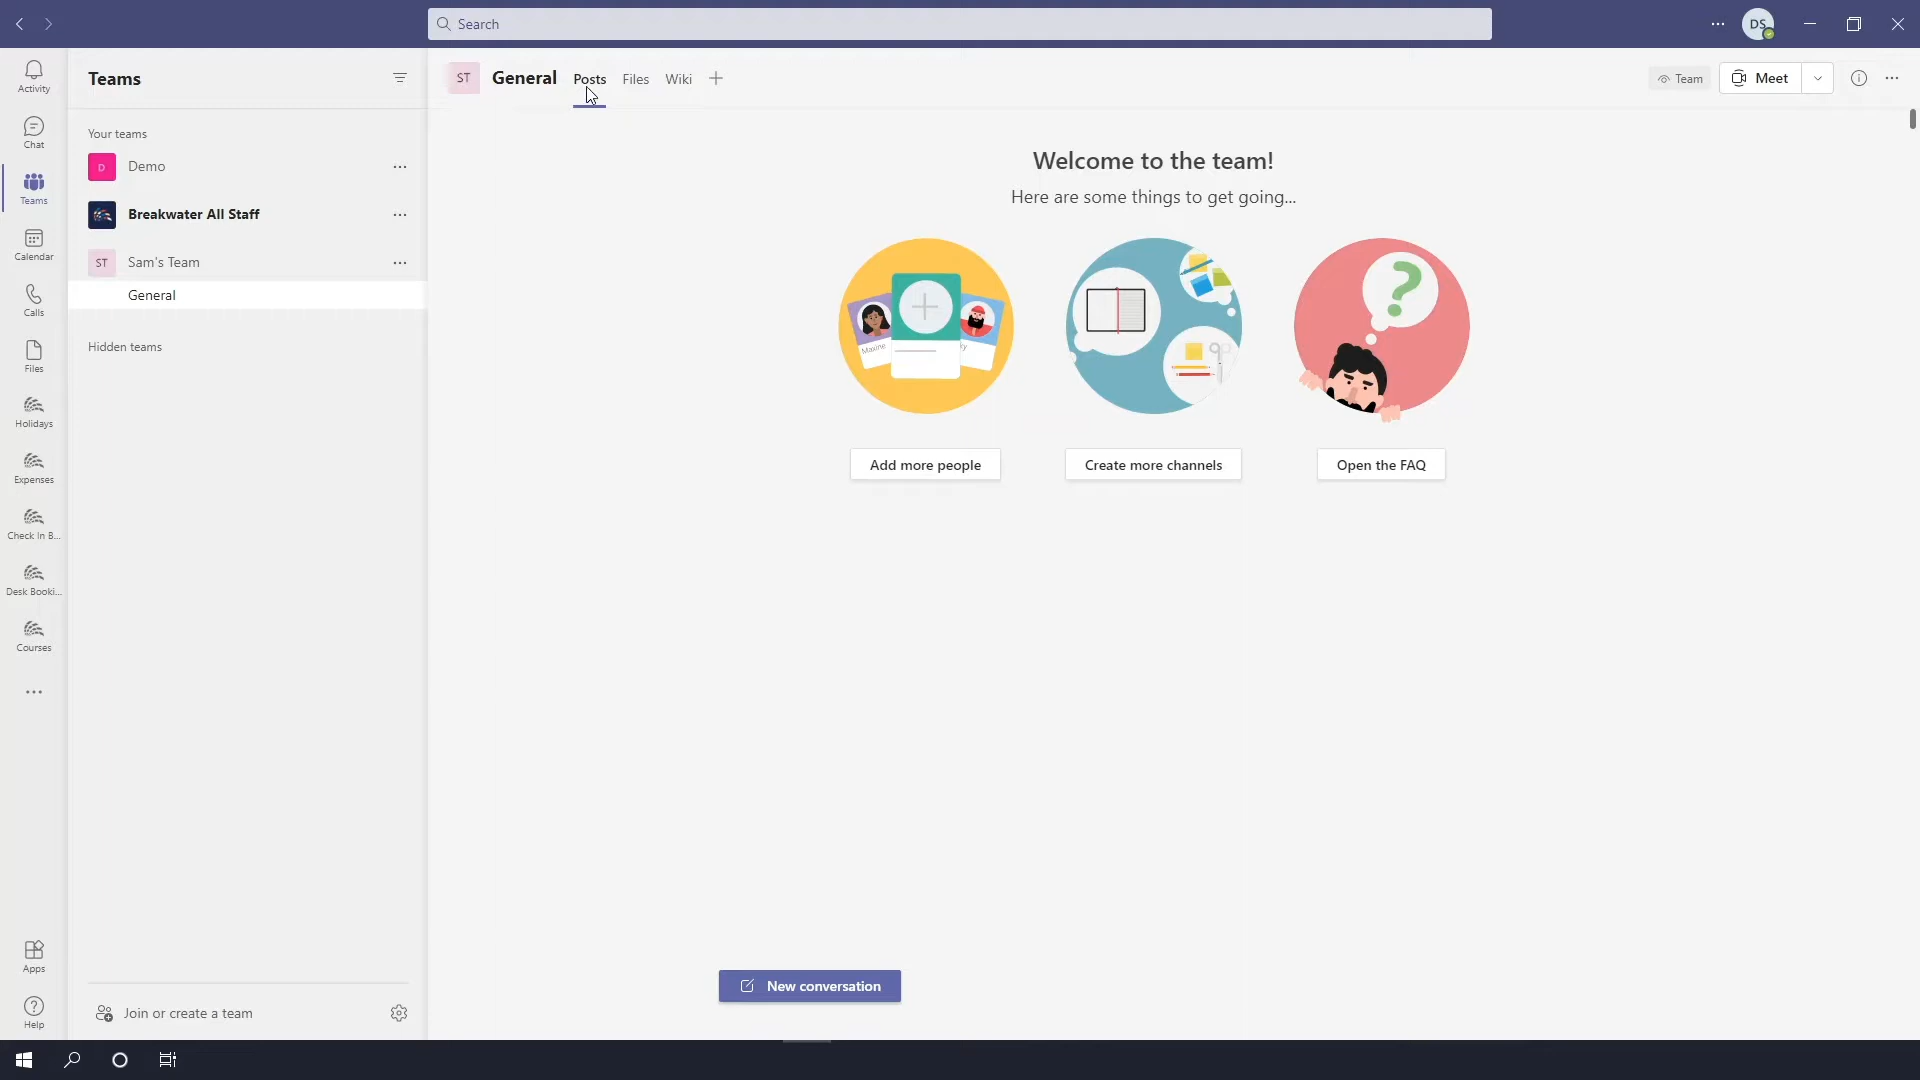 Search
DS
Activity
Chat
Teams
Calendar
Calls
Files
Holidays
Expenses
Check In B...
Desk Booki...
Courses
Apps
Help
Teams
Your teams
D Demo
Breakwater All Staff
ST Sam's Team
General
Hidden teams
Join or create a team
ST General Posts Files Wiki
Team Meet
Welcome to the team!
Here are some things to get going...
Maxine
ky
?
Add more people
Create more channels
Open the FAQ
New conversation